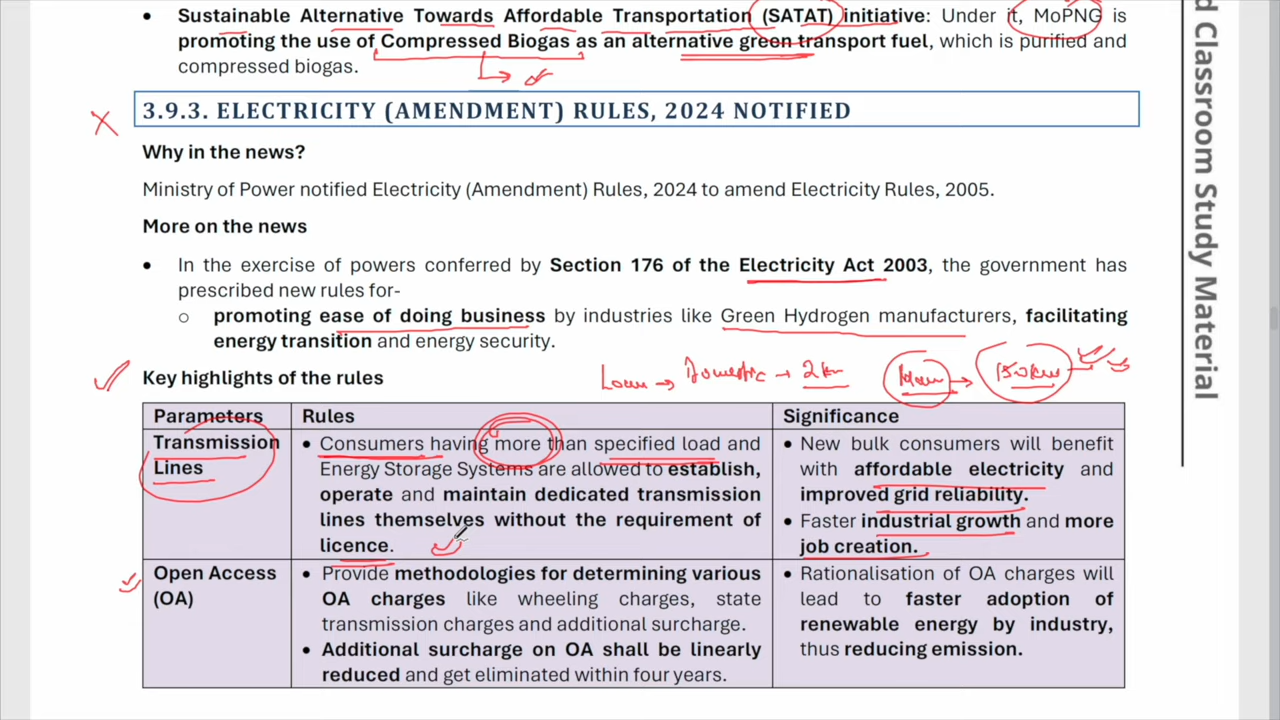 • Sustainable Alternative Towards Affordable Transportation (SATAT) initiative: Under it, MoPNG is
promoting the use of Compressed Biogas as an alternative green transport fuel, which is purified and
compressed biogas.
3.9.3. ELECTRICITY (AMENDMENT) RULES, 2024 NOTIFIED
Why in the news?
Ministry of Power notified Electricity (Amendment) Rules, 2024 to amend Electricity Rules, 2005.
More on the news
• In the exercise of powers conferred by Section 176 of the Electricity Act 2003, the government has
prescribed new rules for-
o promoting ease of doing business by industries like Green Hydrogen manufacturers, facilitating
energy transition and energy security.
Key highlights of the rules
Domestic → 2 km
Parameters
Rules
Significance
Transmission
Lines
• Consumers having more than specified load and
Energy Storage Systems are allowed to establish,
operate and maintain dedicated transmission
lines themselves without the requirement of
licence.
• New bulk consumers will benefit
with affordable electricity and
improved grid reliability.
• Faster industrial growth and more
job creation.
Open Access
(OA)
• Provide methodologies for determining various
OA charges like wheeling charges, state
transmission charges and additional surcharge.
• Additional surcharge on OA shall be linearly
reduced and get eliminated within four years.
• Rationalisation of OA charges will
lead to faster adoption of
renewable energy by industry,
thus reducing emission.
d Classroom Study Material